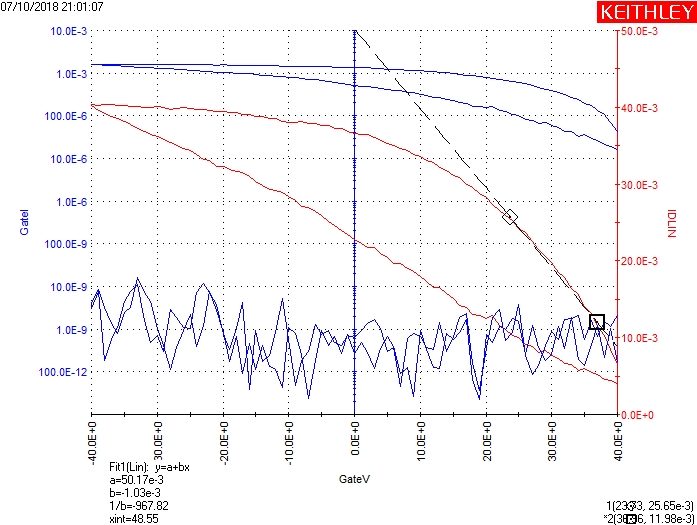 07/10/2018 21:01:07
KEITHLEY
10.0E-3
1.0E-3
100.0E-6
10.0E-6
1.0E-6
100.0E-9
10.0E-9
1.0E-9
100.0E-12
GateI
50.0E-3
40.0E-3
30.0E-3
20.0E-3
10.0E-3
0.0E+0
IDLIN
-40.0E+0
-30.0E+0
-20.0E+0
-10.0E+0
0.0E+0
10.0E+0
20.0E+0
30.0E+0
40.0E+0
GateV
Fit1(Lin): y=a+bx
a=50.17e-3
b=-1.03e-3
1/b=-967.82
xint=48.55
25.65e-3)
11.98e-3)